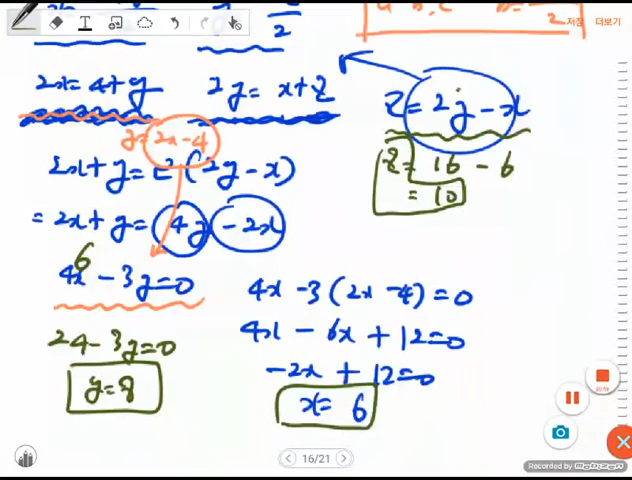 저장 더보기
2x=4+y 2y=x+z
z=2y-x
y=2x-4
2x+y=2(2y-x)
z=16-6
=2x+y=4y-2x
=10
6
4x-3y=0
4x-3(2x-4)=0
24-3y=0
4x-6x+12=0
-2x+12=0
y=8
x=6
16/21
Recorded by Mobizen